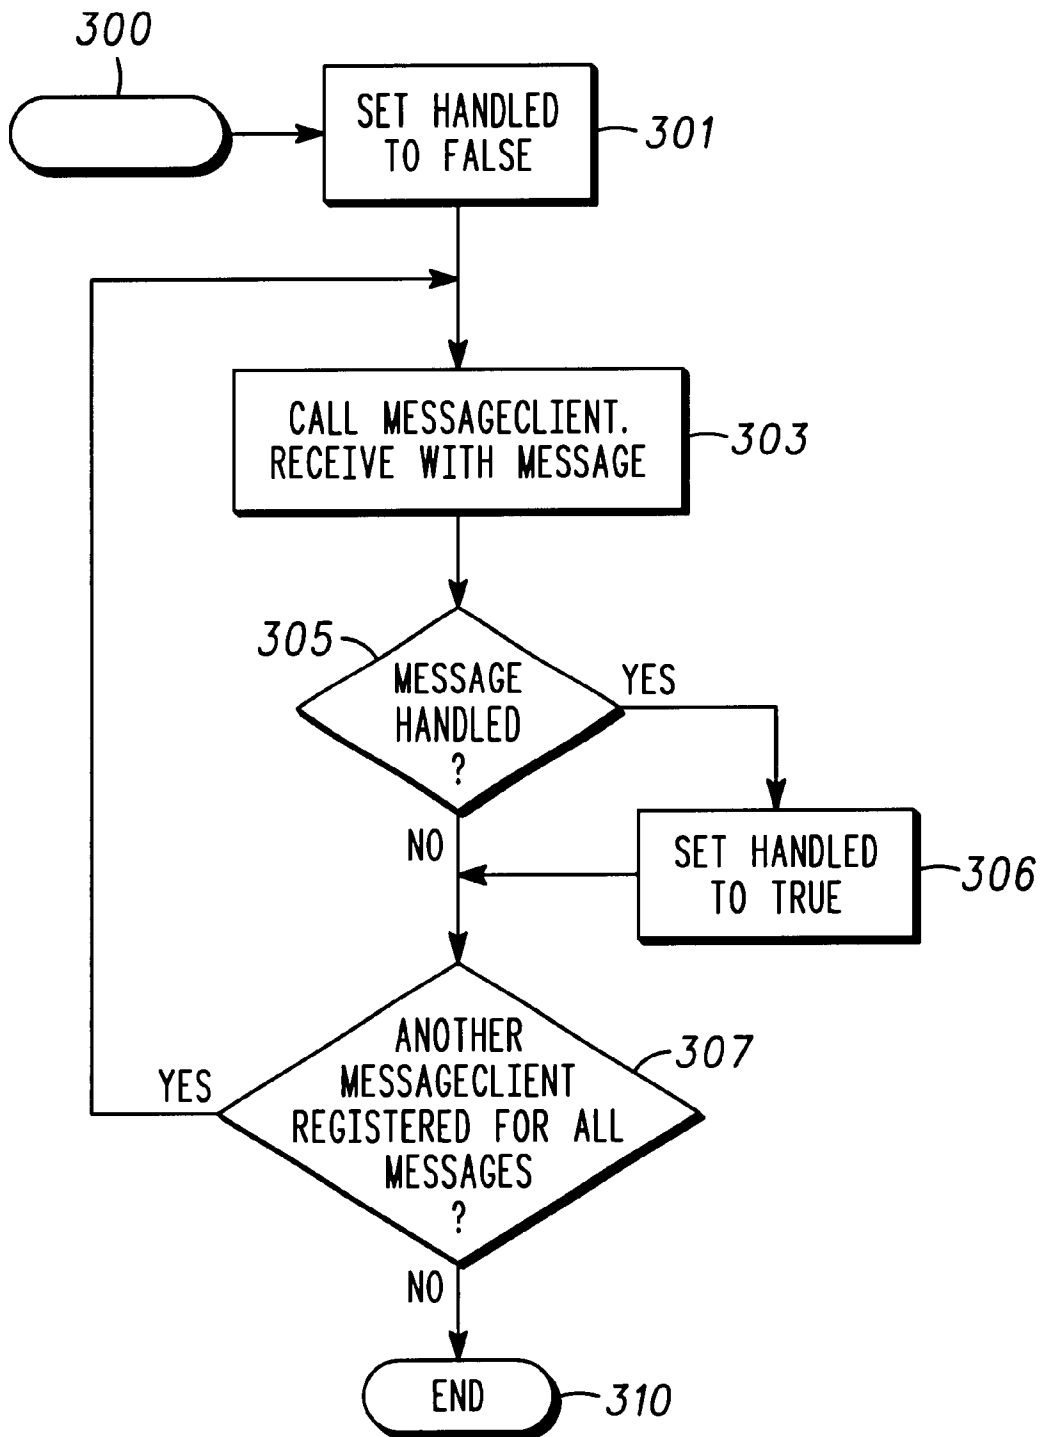 300
SET HANDLED
TO FALSE
301
CALL MESSAGECLIENT.
RECEIVE WITH MESSAGE
303
305
MESSAGE
HANDLED
?
YES
NO
SET HANDLED
TO TRUE
306
ANOTHER
MESSAGECLIENT
REGISTERED FOR ALL
MESSAGES
?
307
YES
NO
END
310